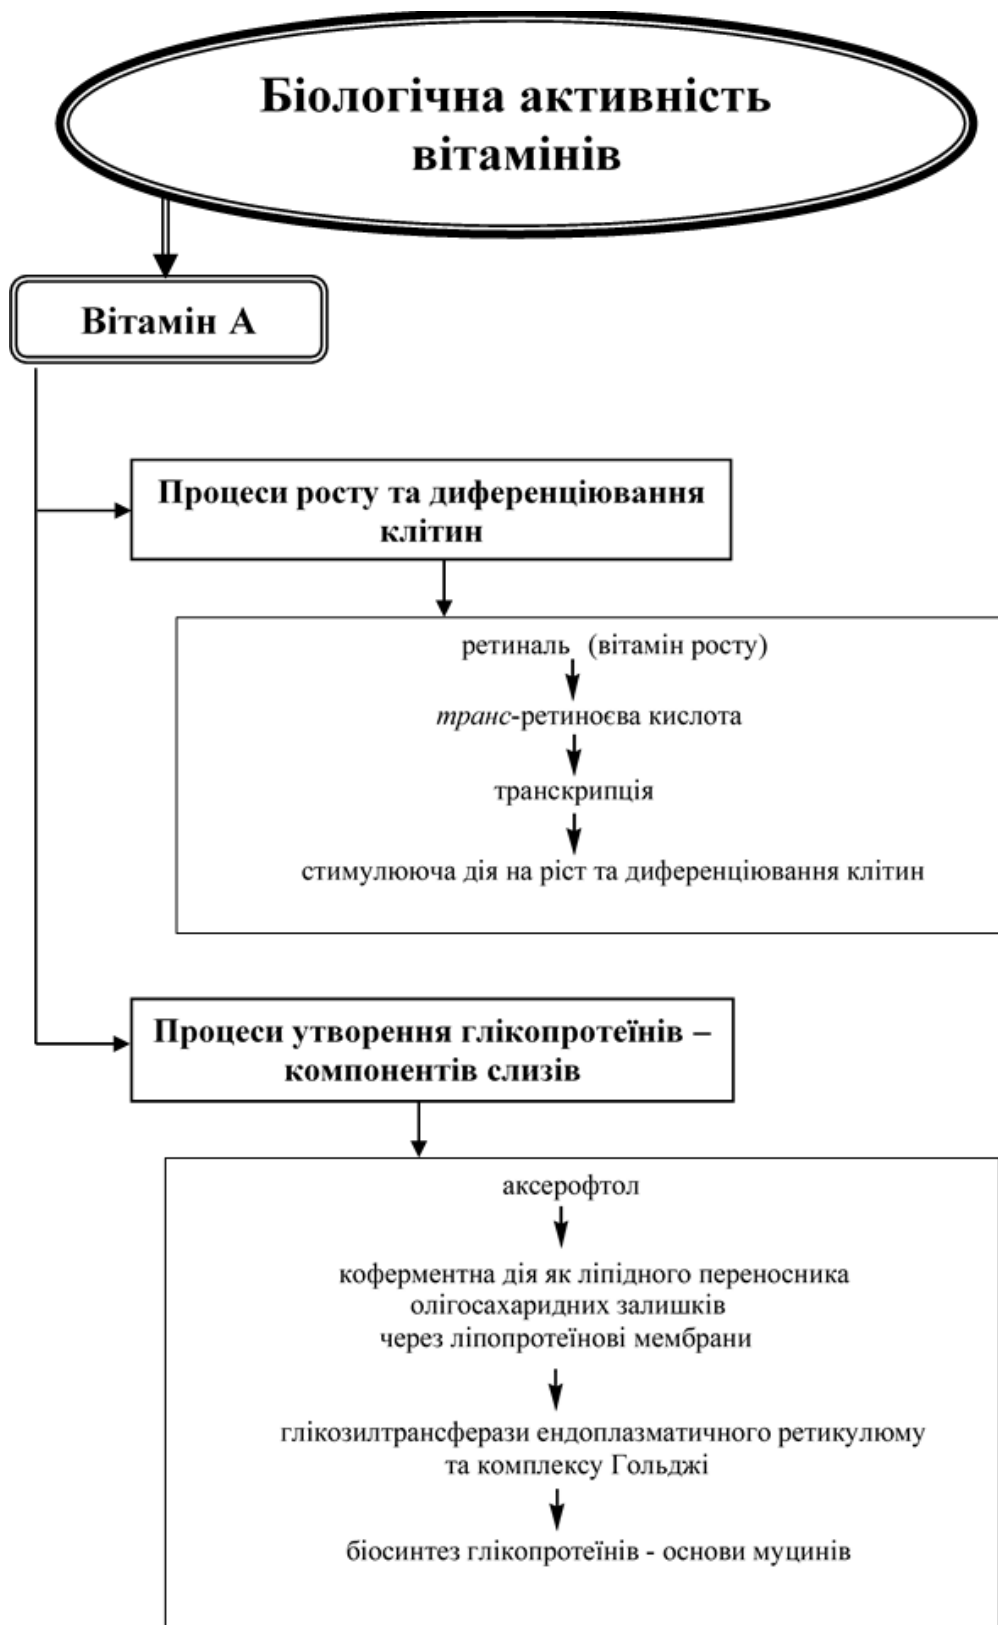 Біологічна активність
вітамінів
Вітамін А
Процеси росту та диференціювання
клітин
ретиналь (вітамін росту)
транс-ретиноєва кислота
транскрипція
стимулююча дія на ріст та диференціювання клітин
Процеси утворення глікопротеїнів –
компонентів слизів
аксерофтол
коферментна дія як ліпідного переносника
олігосахаридних залишків
через ліпопротеїнові мембрани
глікозилтрансферази ендоплазматичного ретикулюму
та комплексу Гольджі
біосинтез глікопротеїнів - основи муцинів